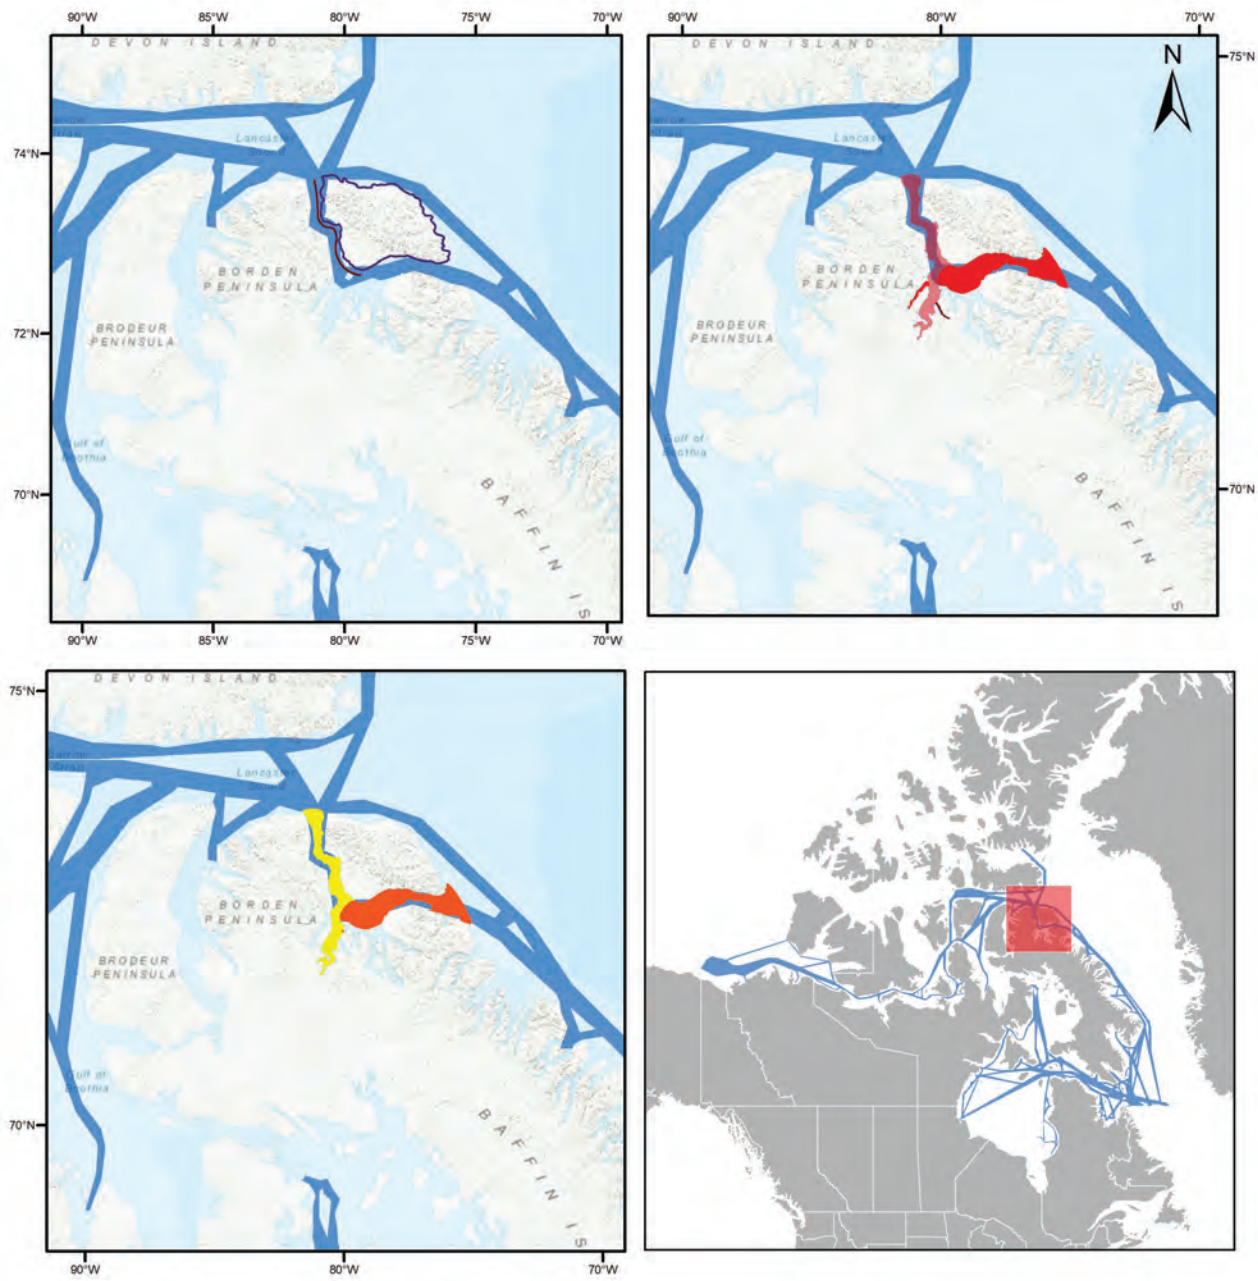 90°W 85°W 80°W 75°W 70°W
80°W 70°W
DEVON ISLAND
DEVON ISLAND
N
75°N
74°N
Lancaster
Sound
Lancaster
Sound
BORDEN
PENINSULA
BORDEN
PENINSULA
72°N
BRODEUR
PENINSULA
BRODEUR
PENINSULA
Gulf of
Boothia
Gulf of
Boothia
70°N
70°N
BAFFIN IS
BAFFIN IS
90°W 85°W 80°W 75°W 70°W
75°N
DEVON ISLAND
Barrow
Strait
Lancaster
Sound
BORDEN
PENINSULA
BRODEUR
PENINSULA
Gulf of
Boothia
70°N
BAFFIN IS
90°W 80°W 70°W